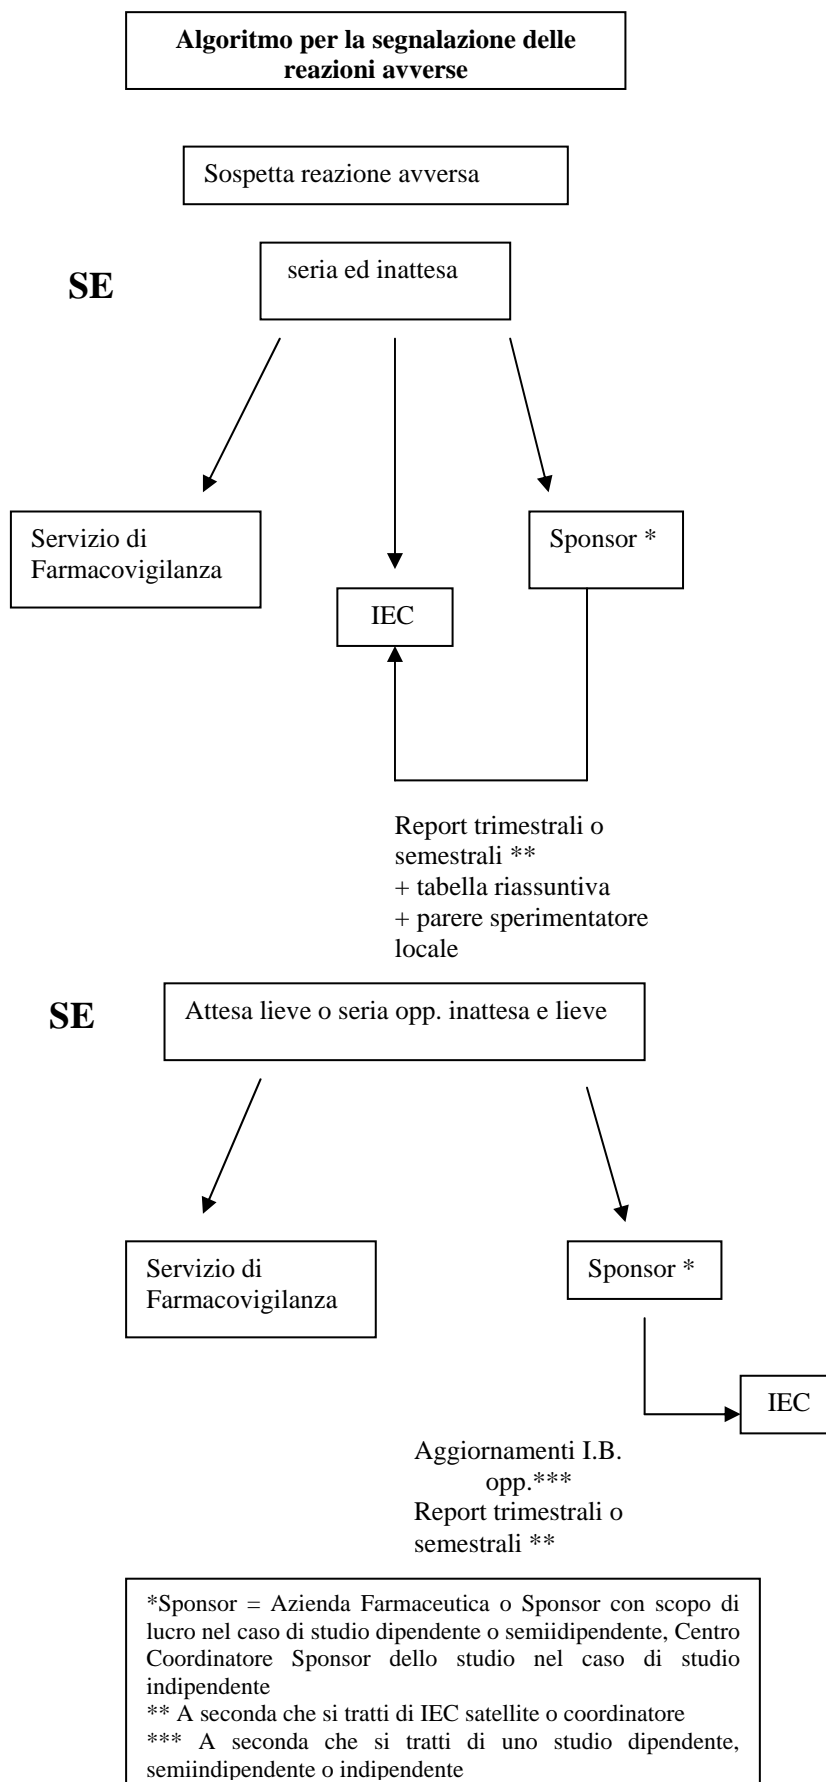 Algoritmo per la segnalazione delle
reazioni avverse
Sospetta reazione avversa
SE
seria ed inattesa
Servizio di
Farmacovigilanza
Sponsor *
IEC
Report trimestrali o
semestrali **
+ tabella riassuntiva
+ parere sperimentatore
locale
SE
Attesa lieve o seria opp. inattesa e lieve
Servizio di
Farmacovigilanza
Sponsor *
IEC
Aggiornamenti I.B.
opp.***
Report trimestrali o
semestrali **
*Sponsor = Azienda Farmaceutica o Sponsor con scopo di
lucro nel caso di studio dipendente o semiidipendente, Centro
Coordinatore Sponsor dello studio nel caso di studio
indipendente
** A seconda che si tratti di IEC satellite o coordinatore
*** A seconda che si tratti di uno studio dipendente,
semiindipendente o indipendente